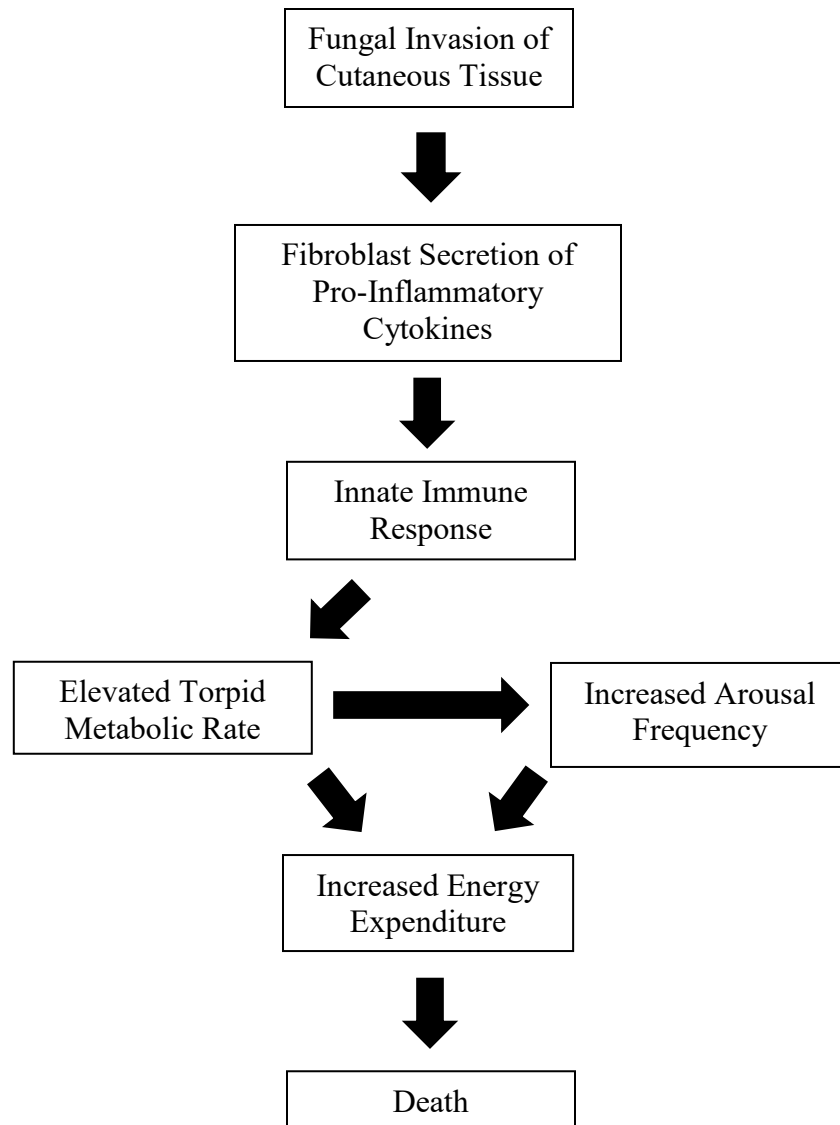 Fungal Invasion of
Cutaneous Tissue
Fibroblast Secretion of
Pro-Inflammatory
Cytokines
Innate Immune
Response
Elevated Torpid
Metabolic Rate
Increased Arousal
Frequency
Increased Energy
Expenditure
Death